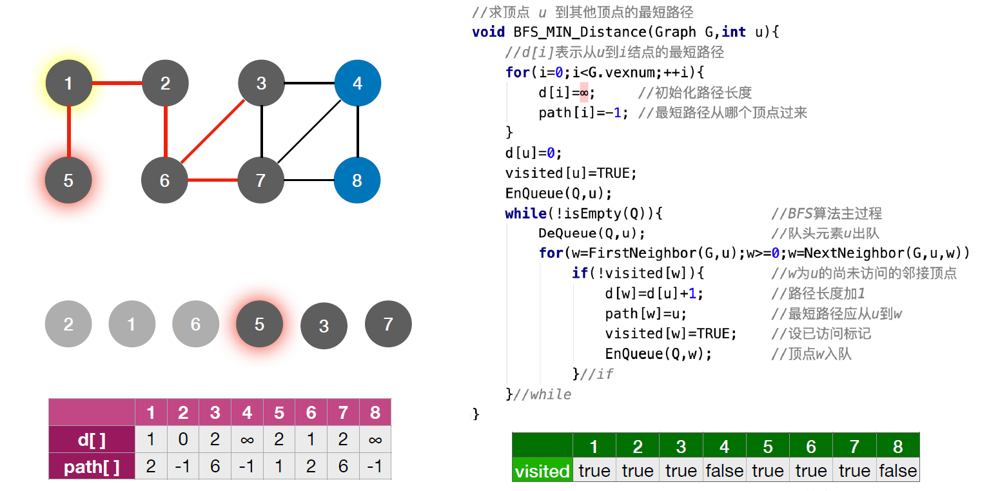 1 2 3 4
5 6 7 8
2 1 6 5 3 7
1 2 3 4 5 6 7 8
d[ ] 1 0 2 ∞ 2 1 2 ∞
path[ ] 2 -1 6 -1 1 2 6 -1
//求顶点 u 到其他顶点的最短路径
void BFS_MIN_Distance(Graph G,int u){
    //d[i]表示从u到i结点的最短路径
    for(i=0;i<G.vexnum;++i){
        d[i]=∞;     //初始化路径长度
        path[i]=-1; //最短路径从哪个顶点过来
    }
    d[u]=0;
    visited[u]=TRUE;
    EnQueue(Q,u);
    while(!isEmpty(Q)){             //BFS算法主过程
        DeQueue(Q,u);               //队头元素u出队
        for(w=FirstNeighbor(G,u);w>=0;w=NextNeighbor(G,u,w))
            if(!visited[w]){        //w为u的尚未访问的邻接顶点
                d[w]=d[u]+1;        //路径长度加1
                path[w]=u;          //最短路径应从u到w
                visited[w]=TRUE;    //设已访问标记
                EnQueue(Q,w);       //顶点w入队
            }//if
    }//while
}
1 2 3 4 5 6 7 8
visited true true true false true true true false